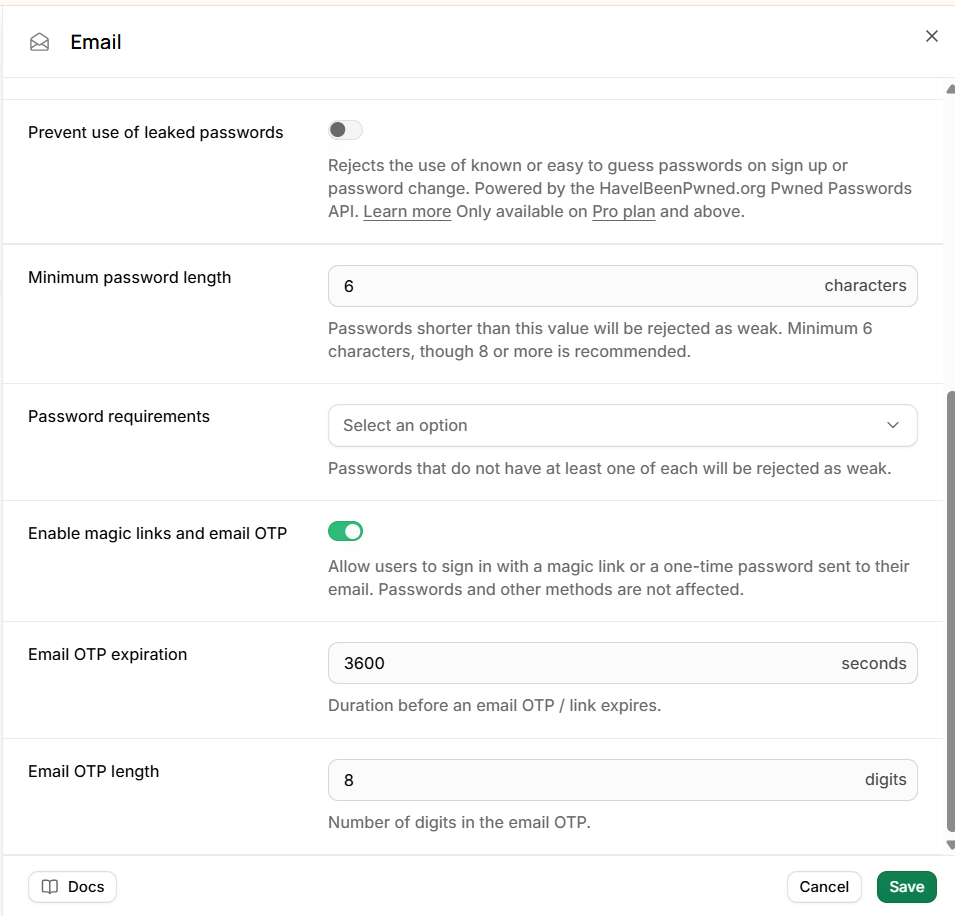 Email
Prevent use of leaked passwords
Rejects the use of known or easy to guess passwords on sign up or
password change. Powered by the HaveIBeenPwned.org Pwned Passwords
API. Learn more Only available on Pro plan and above.
Minimum password length
6 characters
Passwords shorter than this value will be rejected as weak. Minimum 6
characters, though 8 or more is recommended.
Password requirements
Select an option
Passwords that do not have at least one of each will be rejected as weak.
Enable magic links and email OTP
Allow users to sign in with a magic link or a one-time password sent to their
email. Passwords and other methods are not affected.
Email OTP expiration
3600 seconds
Duration before an email OTP / link expires.
Email OTP length
8 digits
Number of digits in the email OTP.
Docs
Cancel
Save